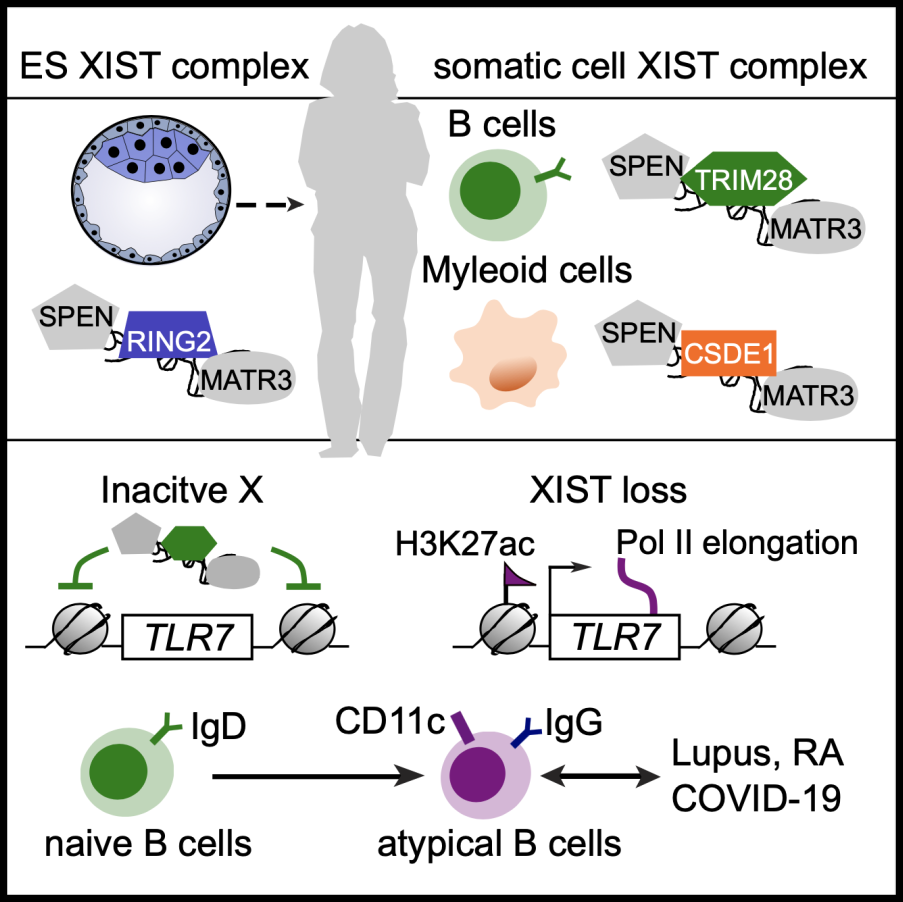 ES XIST complex
somatic cell XIST complex
B cells
SPEN
TRIM28
MATR3
Myleoid cells
SPEN
RING2
MATR3
SPEN
CSDE1
MATR3
Inacitve X
XIST loss
H3K27ac
Pol II elongation
TLR7
TLR7
IgD
CD11c
IgG
Lupus, RA
COVID-19
naive B cells
atypical B cells